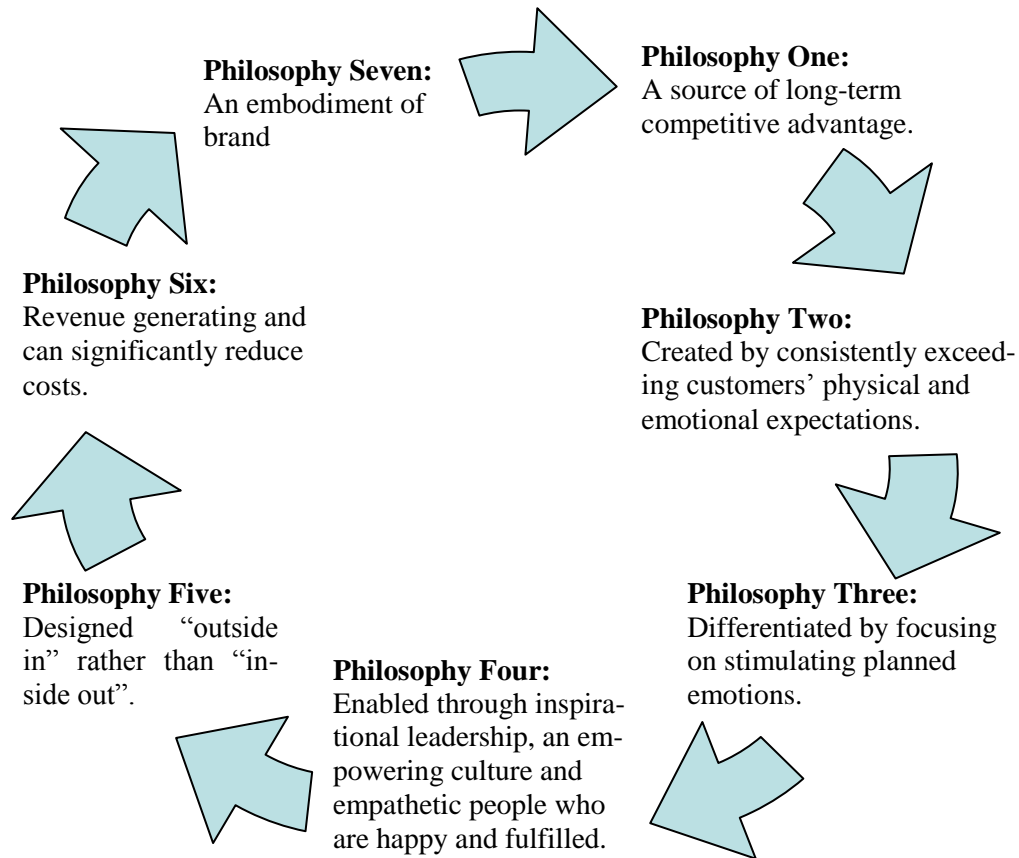 Philosophy Seven:
An embodiment of
brand
Philosophy One:
A source of long-term
competitive advantage.
Philosophy Two:
Created by consistently exceed-
ing customers’ physical and
emotional expectations.
Philosophy Three:
Differentiated by focusing
on stimulating planned
emotions.
Philosophy Four:
Enabled through inspira-
tional leadership, an em-
powering culture and
empathetic people who
are happy and fulfilled.
Philosophy Five:
Designed “outside
in” rather than “in-
side out”.
Philosophy Six:
Revenue generating and
can significantly reduce
costs.